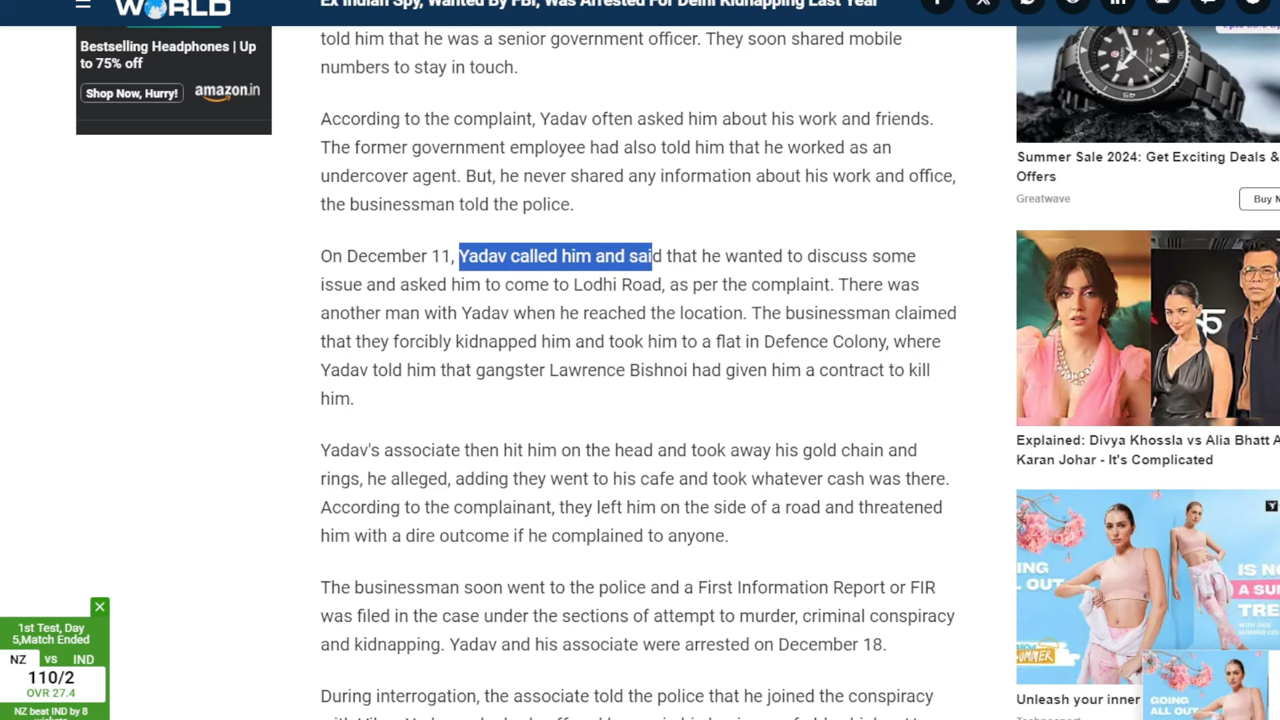 WORLD
Ex Indian Spy, Wanted By FBI, Was Arrested For Delhi Kidnapping Last Year
Bestselling Headphones | Up
to 75% off
Shop Now, Hurry!
amazon.in
told him that he was a senior government officer. They soon shared mobile
numbers to stay in touch.
According to the complaint, Yadav often asked him about his work and friends.
The former government employee had also told him that he worked as an
undercover agent. But, he never shared any information about his work and office,
the businessman told the police.
On December 11, Yadav called him and said that he wanted to discuss some
issue and asked him to come to Lodhi Road, as per the complaint. There was
another man with Yadav when he reached the location. The businessman claimed
that they forcibly kidnapped him and took him to a flat in Defence Colony, where
Yadav told him that gangster Lawrence Bishnoi had given him a contract to kill
him.
Yadav's associate then hit him on the head and took away his gold chain and
rings, he alleged, adding they went to his cafe and took whatever cash was there.
According to the complainant, they left him on the side of a road and threatened
him with a dire outcome if he complained to anyone.
The businessman soon went to the police and a First Information Report or FIR
was filed in the case under the sections of attempt to murder, criminal conspiracy
and kidnapping. Yadav and his associate were arrested on December 18.
During interrogation, the associate told the police that he joined the conspiracy
Summer Sale 2024: Get Exciting Deals &
Offers
Greatwave
Buy N
Explained: Divya Khossla vs Alia Bhatt A
Karan Johar - It's Complicated
ING
ALL OUT
IS NO
A SU
TRE
SUMMER
GOING
ALL OUT
Unleash your inner
1st Test, Day
5,Match Ended
NZ vs IND
110/2
OVR 27.4
NZ beat IND by 8